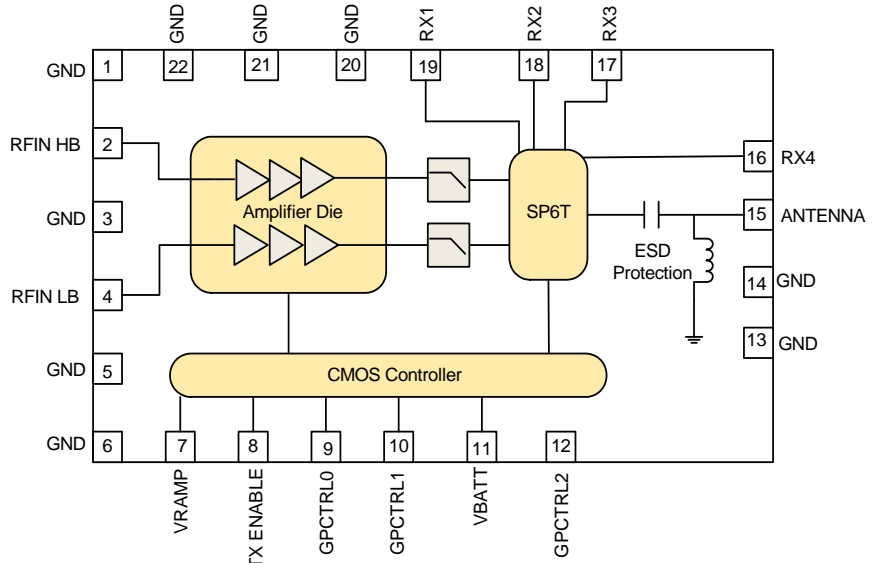 GND
GND
GND
RX1
RX2
RX3
22
21
20
19
18
17
GND 1
RFIN HB 2
GND 3
RFIN LB 4
GND 5
GND 6
Amplifier Die
SP6T
16 RX4
15 ANTENNA
ESD
Protection
14 GND
13 GND
CMOS Controller
7
8
9
10
11
12
VRAMP
TX ENABLE
GPCTRL0
GPCTRL1
VBATT
GPCTRL2